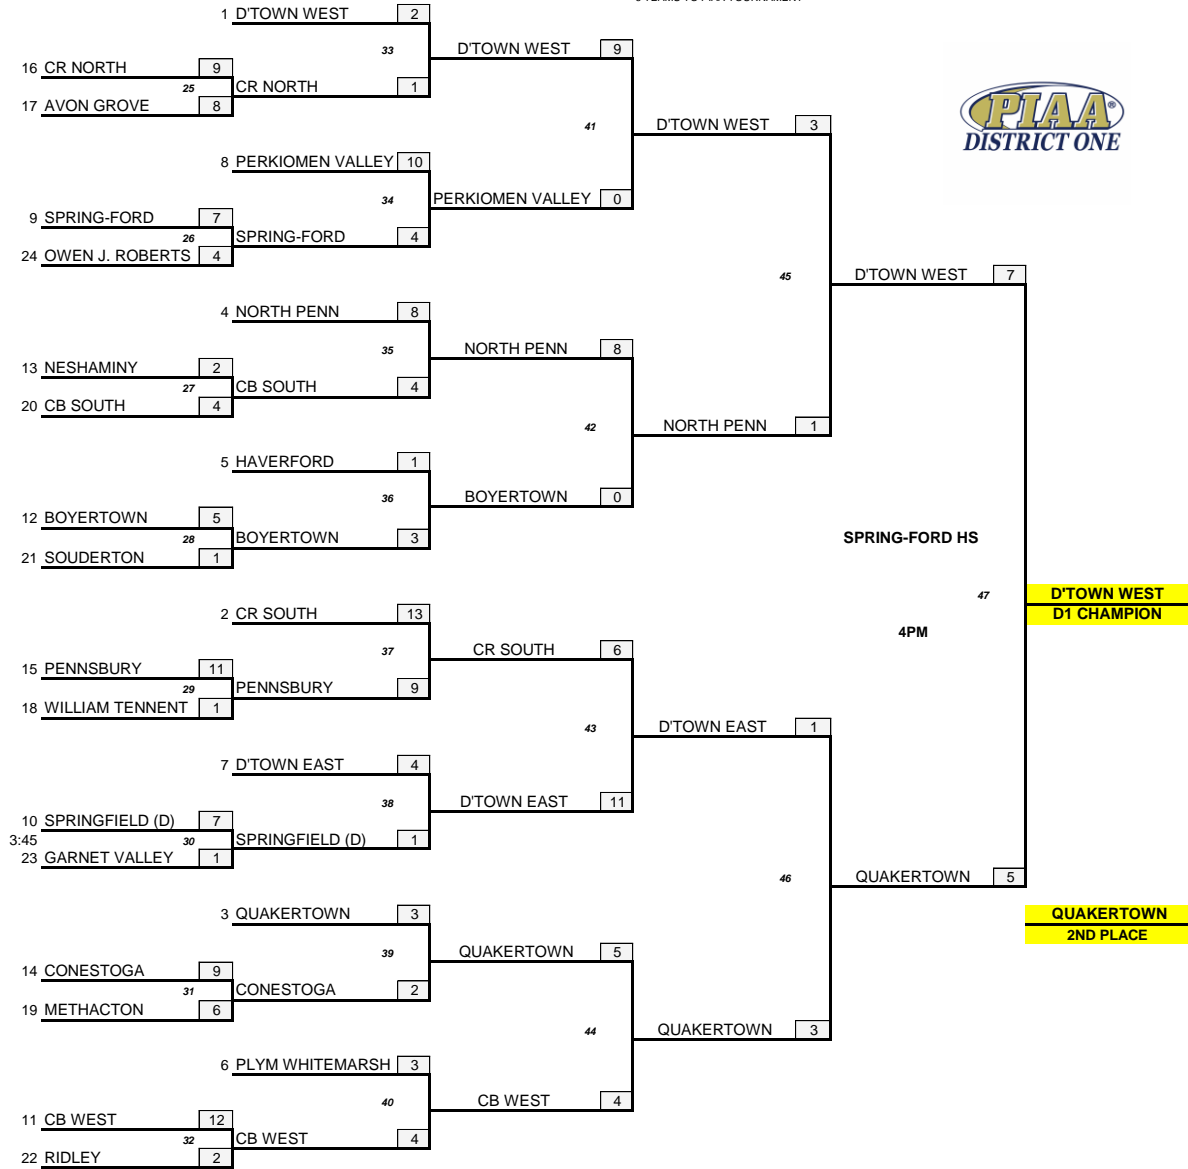 1 D'TOWN WEST 2
33 D'TOWN WEST 9
16 CR NORTH 9
25 CR NORTH 1
17 AVON GROVE 8
PIAA®
DISTRICT ONE
41 D'TOWN WEST 3
8 PERKIOMEN VALLEY 10
34 PERKIOMEN VALLEY 0
9 SPRING-FORD 7
26 SPRING-FORD 4
24 OWEN J. ROBERTS 4
45 D'TOWN WEST 7
4 NORTH PENN 8
35 NORTH PENN 8
13 NESHAMINY 2
27 CB SOUTH 4
20 CB SOUTH 4
42 NORTH PENN 1
5 HAVERFORD 1
36 BOYERTOWN 0
12 BOYERTOWN 5
28 BOYERTOWN 3
21 SOUDERTON 1
SPRING-FORD HS
47 D'TOWN WEST
D1 CHAMPION
4PM
2 CR SOUTH 13
37 CR SOUTH 6
15 PENNSBURY 11
29 PENNSBURY 9
18 WILLIAM TENNENT 1
43 D'TOWN EAST 1
7 D'TOWN EAST 4
38 D'TOWN EAST 11
10 SPRINGFIELD (D) 7
3:45 30 SPRINGFIELD (D) 1
23 GARNET VALLEY 1
46 QUAKERTOWN 5
3 QUAKERTOWN 3
QUAKERTOWN
2ND PLACE
39 QUAKERTOWN 5
14 CONESTOGA 9
31 CONESTOGA 2
19 METHACTON 6
44 QUAKERTOWN 3
6 PLYM WHITEMARSH 3
40 CB WEST 4
11 CB WEST 12
32 CB WEST 4
22 RIDLEY 2